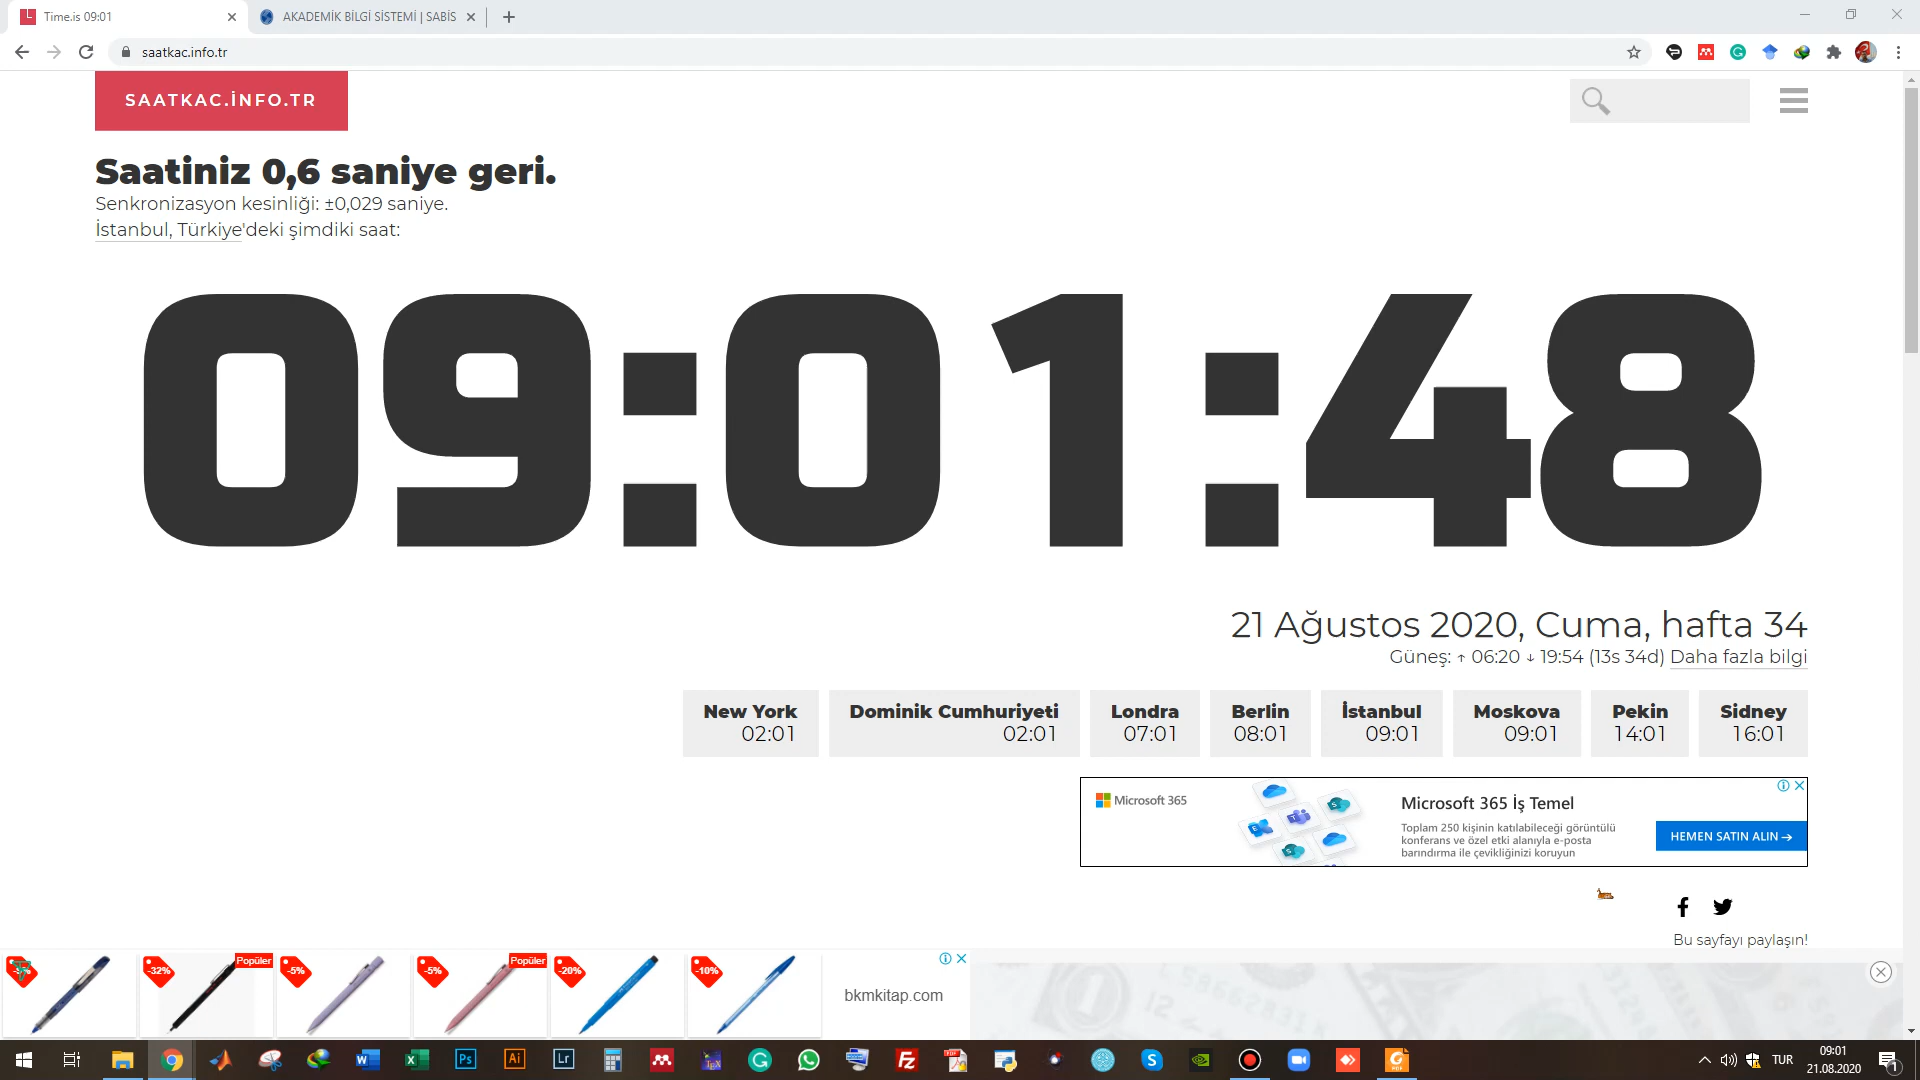 Time.is 09:01
AKADEMİK BİLGİ SİSTEMİ | SABİS
saatkac.info.tr
SAATKAC.İNFO.TR
Saatiniz 0,6 saniye geri.
Senkronizasyon kesinliği: ±0,029 saniye.
İstanbul, Türkiye'deki şimdiki saat:
09:01:48
21 Ağustos 2020, Cuma, hafta 34
Güneş: ↑ 06:20 ↓ 19:54 (13s 34d) Daha fazla bilgi
New York Dominik Cumhuriyeti Londra Berlin İstanbul Moskova Pekin Sidney
02:01 02:01 07:01 08:01 09:01 09:01 14:01 16:01
Microsoft 365
Microsoft 365 İş Temel
Toplam 250 kişinin katılabileceği görüntülü
konferans ve özel etki alanıyla e-posta
barındırma ile çevikliğinizi koruyun
HEMEN SATIN ALIN →
Bu sayfayı paylaşın!
-32% Popüler -5% -5% Popüler -20% -10%
bkmkitap.com
TUR
09:01
21.08.2020
1